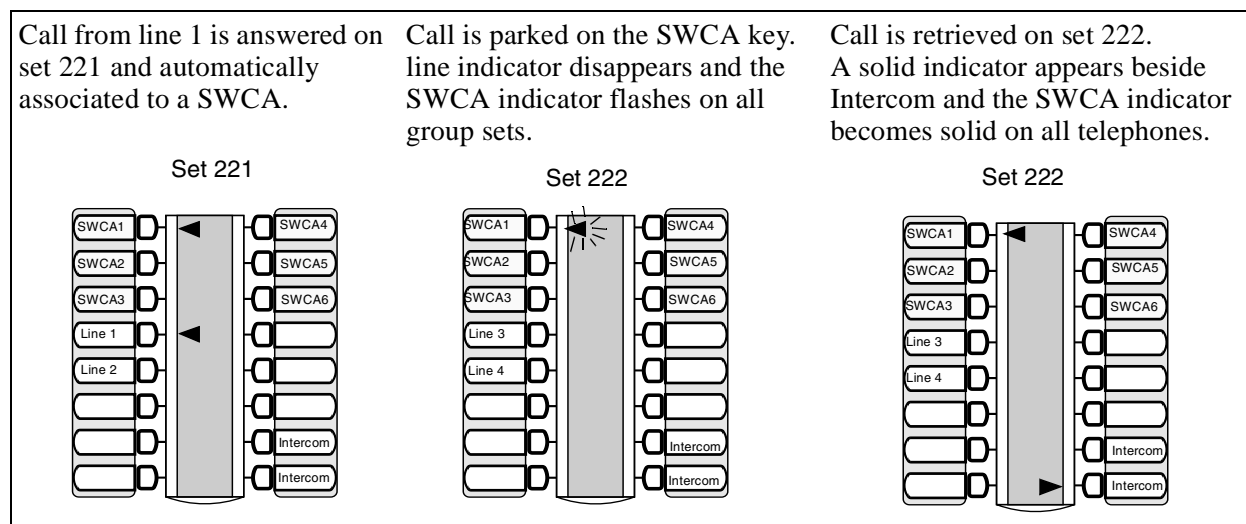 Call from line 1 is answered on
set 221 and automatically
associated to a SWCA.
Call is parked on the SWCA key.
line indicator disappears and the
SWCA indicator flashes on all
group sets.
Call is retrieved on set 222.
A solid indicator appears beside
Intercom and the SWCA indicator
becomes solid on all telephones.
Set 221
SWCA1
SWCA4
SWCA2
SWCA5
SWCA3
SWCA6
Line 1
Line 2
Intercom
Intercom
Set 222
SWCA1
SWCA4
SWCA2
SWCA5
SWCA3
SWCA6
Line 3
Line 4
Intercom
Intercom
Set 222
SWCA1
SWCA4
SWCA2
SWCA5
SWCA3
SWCA6
Line 3
Line 4
Intercom
Intercom